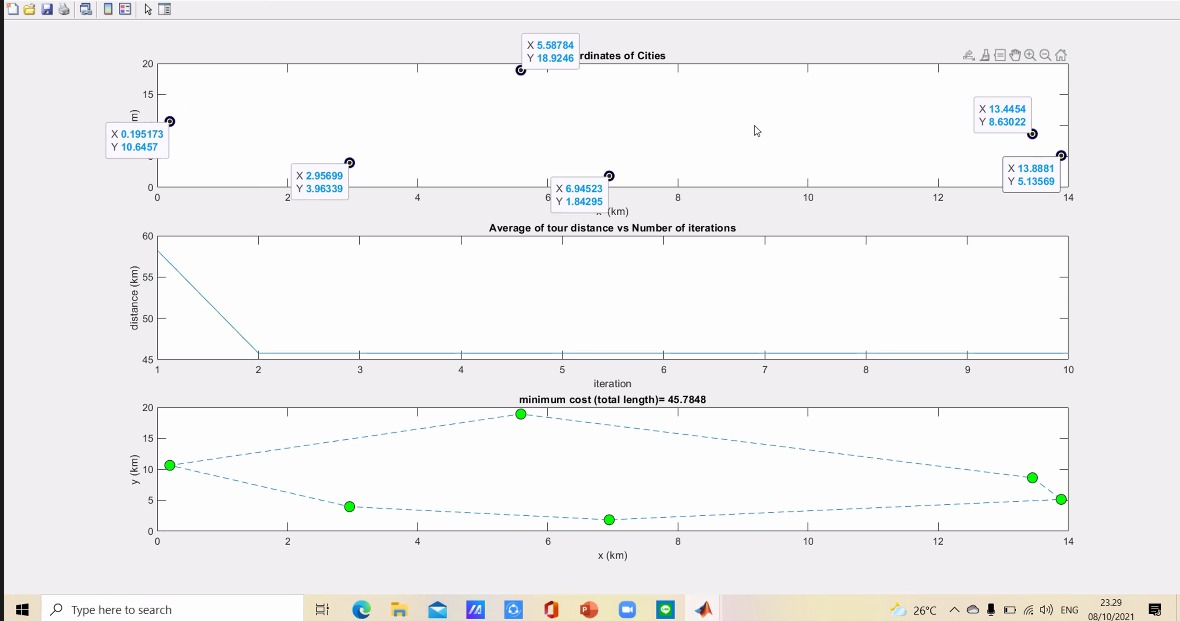 X 5.58784
Y 18.9246
rdinates of Cities
20
15
m)
0
X 0.195173
Y 10.6457
X 2.95699
Y 3.96339
X 6.94523
Y 1.84295
X 13.4454
Y 8.63022
X 13.8881
Y 5.13569
0 2 4 6 8 10 12 14
(km)
Average of tour distance vs Number of iterations
60
55
50
45
distance (km)
1 2 3 4 5 6 7 8 9 10
iteration
minimum cost (total length)= 45.7848
20
15
10
5
0
y (km)
0 2 4 6 8 10 12 14
x (km)
Type here to search
26°C
ENG
23.29
08/10/2021